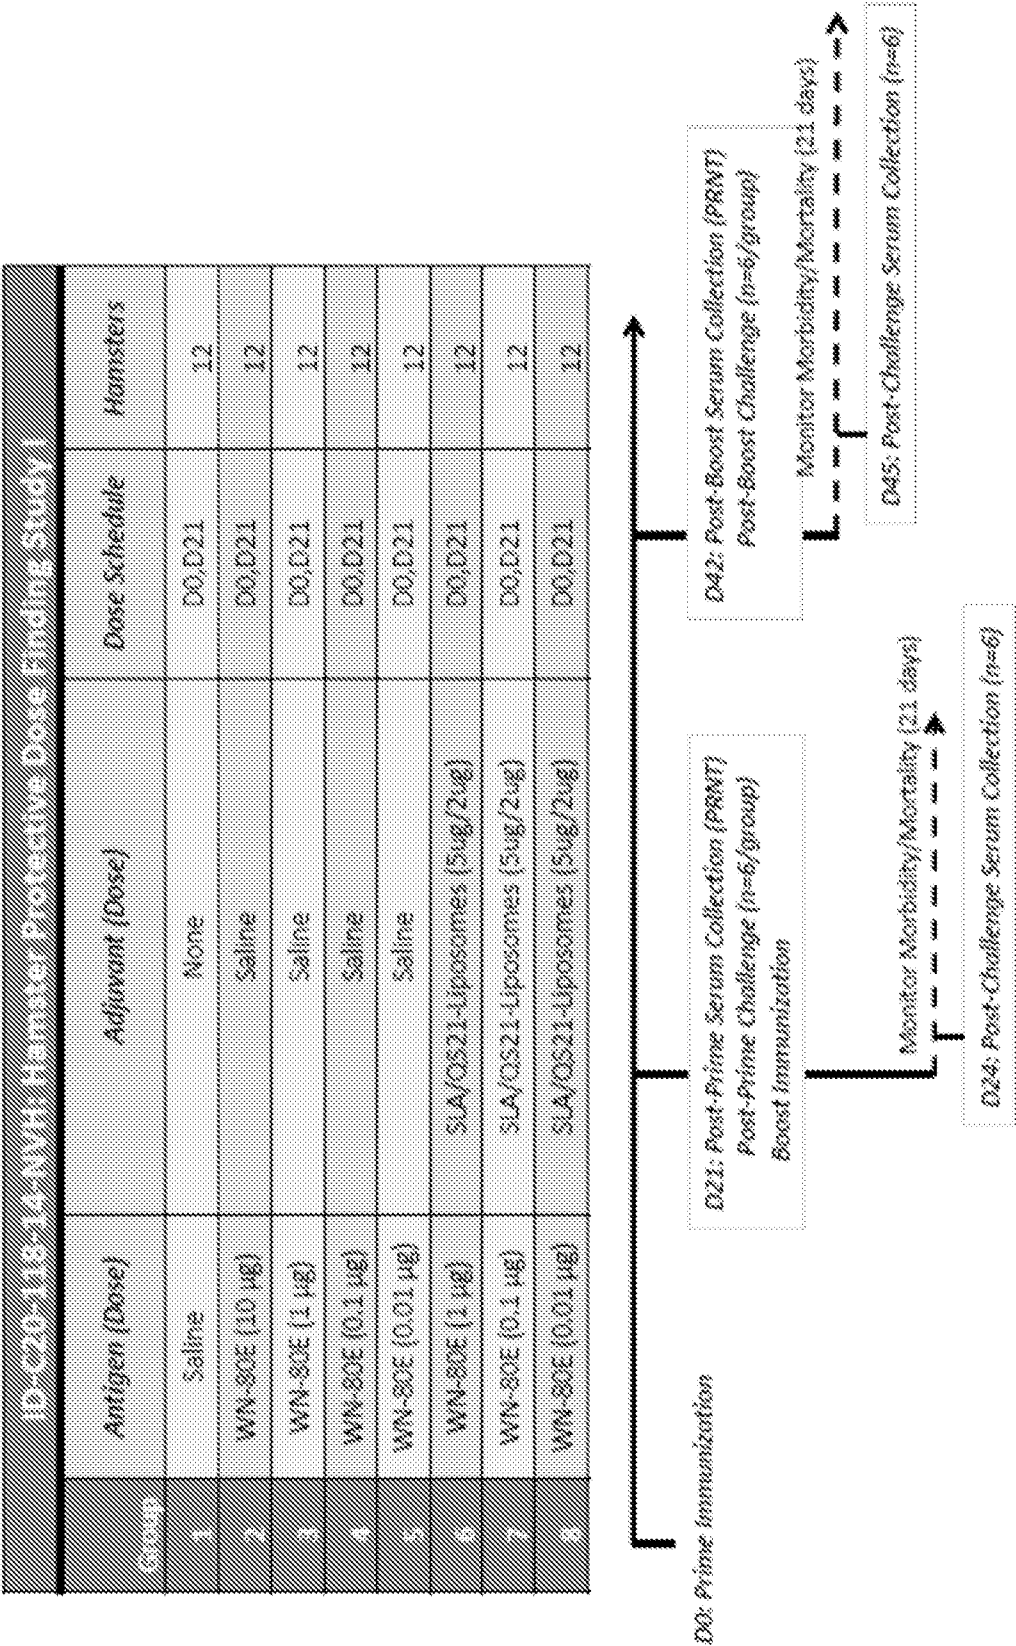 ID-C20-118-14-NVH: Hamster Protective Dose Finding Study I
Group Antigen (Dose) Adjuvant (Dose) Dose Schedule Hamsters
1 Saline None D0,D21 12
2 WN-80E (10 µg) Saline D0,D21 12
3 WN-80E (1 µg) Saline D0,D21 12
4 WN-80E (0.1 µg) Saline D0,D21 12
5 WN-80E (0.01 µg) Saline D0,D21 12
6 WN-80E (1 µg) SLA/QS21-Liposomes (5ug/2ug) D0,D21 12
7 WN-80E (0.1 µg) SLA/QS21-Liposomes (5ug/2ug) D0,D21 12
8 WN-80E (0.01 µg) SLA/QS21-Liposomes (5ug/2ug) D0,D21 12
D0: Prime Immunization
D21: Post-Prime Serum Collection (PRNT)
Post-Prime Challenge (n=6/group)
Boost Immunization
Monitor Morbidity/Mortality (21 days)
D24: Post-Challenge Serum Collection (n=6)
D42: Post-Boost Serum Collection (PRNT)
Post-Boost Challenge (n=6/group)
Monitor Morbidity/Mortality (21 days)
D45: Post-Challenge Serum Collection (n=6)